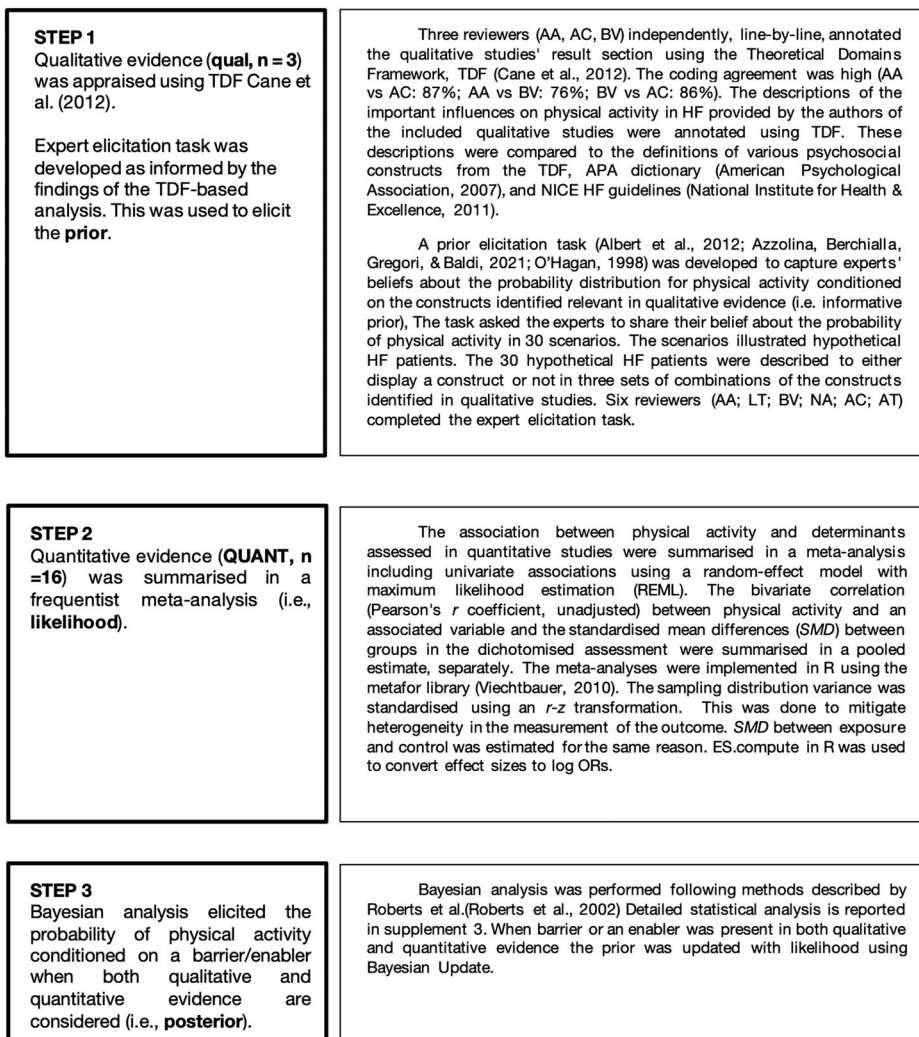 STEP 1
Qualitative evidence (qual, n = 3)
was appraised using TDF Cane et
al. (2012).
Expert elicitation task was
developed as informed by the
findings of the TDF-based
analysis. This was used to elicit
the prior.
Three reviewers (AA, AC, BV) independently, line-by-line, annotated
the qualitative studies' result section using the Theoretical Domains
Framework, TDF (Cane et al., 2012). The coding agreement was high (AA
vs AC: 87%; AA vs BV: 76%; BV vs AC: 86%). The descriptions of the
important influences on physical activity in HF provided by the authors of
the included qualitative studies were annotated using TDF. These
descriptions were compared to the definitions of various psychosocial
constructs from the TDF, APA dictionary (American Psychological
Association, 2007), and NICE HF guidelines (National Institute for Health &
Excellence, 2011).
A prior elicitation task (Albert et al., 2012; Azzolina, Berchialla,
Gregori, & Baldi, 2021; O'Hagan, 1998) was developed to capture experts'
beliefs about the probability distribution for physical activity conditioned
on the constructs identified relevant in qualitative evidence (i.e. informative
prior), The task asked the experts to share their belief about the probability
of physical activity in 30 scenarios. The scenarios illustrated hypothetical
HF patients. The 30 hypothetical HF patients were described to either
display a construct or not in three sets of combinations of the constructs
identified in qualitative studies. Six reviewers (AA; LT; BV; NA; AC; AT)
completed the expert elicitation task.
STEP 2
Quantitative evidence (QUANT, n
=16) was summarised in a
frequentist meta-analysis (i.e.,
likelihood).
The association between physical activity and determinants
assessed in quantitative studies were summarised in a meta-analysis
including univariate associations using a random-effect model with
maximum likelihood estimation (REML). The bivariate correlation
(Pearson's r coefficient, unadjusted) between physical activity and an
associated variable and the standardised mean differences (SMD) between
groups in the dichotomised assessment were summarised in a pooled
estimate, separately. The meta-analyses were implemented in R using the
metafor library (Viechtbauer, 2010). The sampling distribution variance was
standardised using an r-z transformation. This was done to mitigate
heterogeneity in the measurement of the outcome. SMD between exposure
and control was estimated for the same reason. ES.compute in R was used
to convert effect sizes to log ORs.
STEP 3
Bayesian analysis elicited the
probability of physical activity
conditioned on a barrier/enabler
when both qualitative and
quantitative evidence are
considered (i.e., posterior).
Bayesian analysis was performed following methods described by
Roberts et al.(Roberts et al., 2002) Detailed statistical analysis is reported
in supplement 3. When barrier or an enabler was present in both qualitative
and quantitative evidence the prior was updated with likelihood using
Bayesian Update.